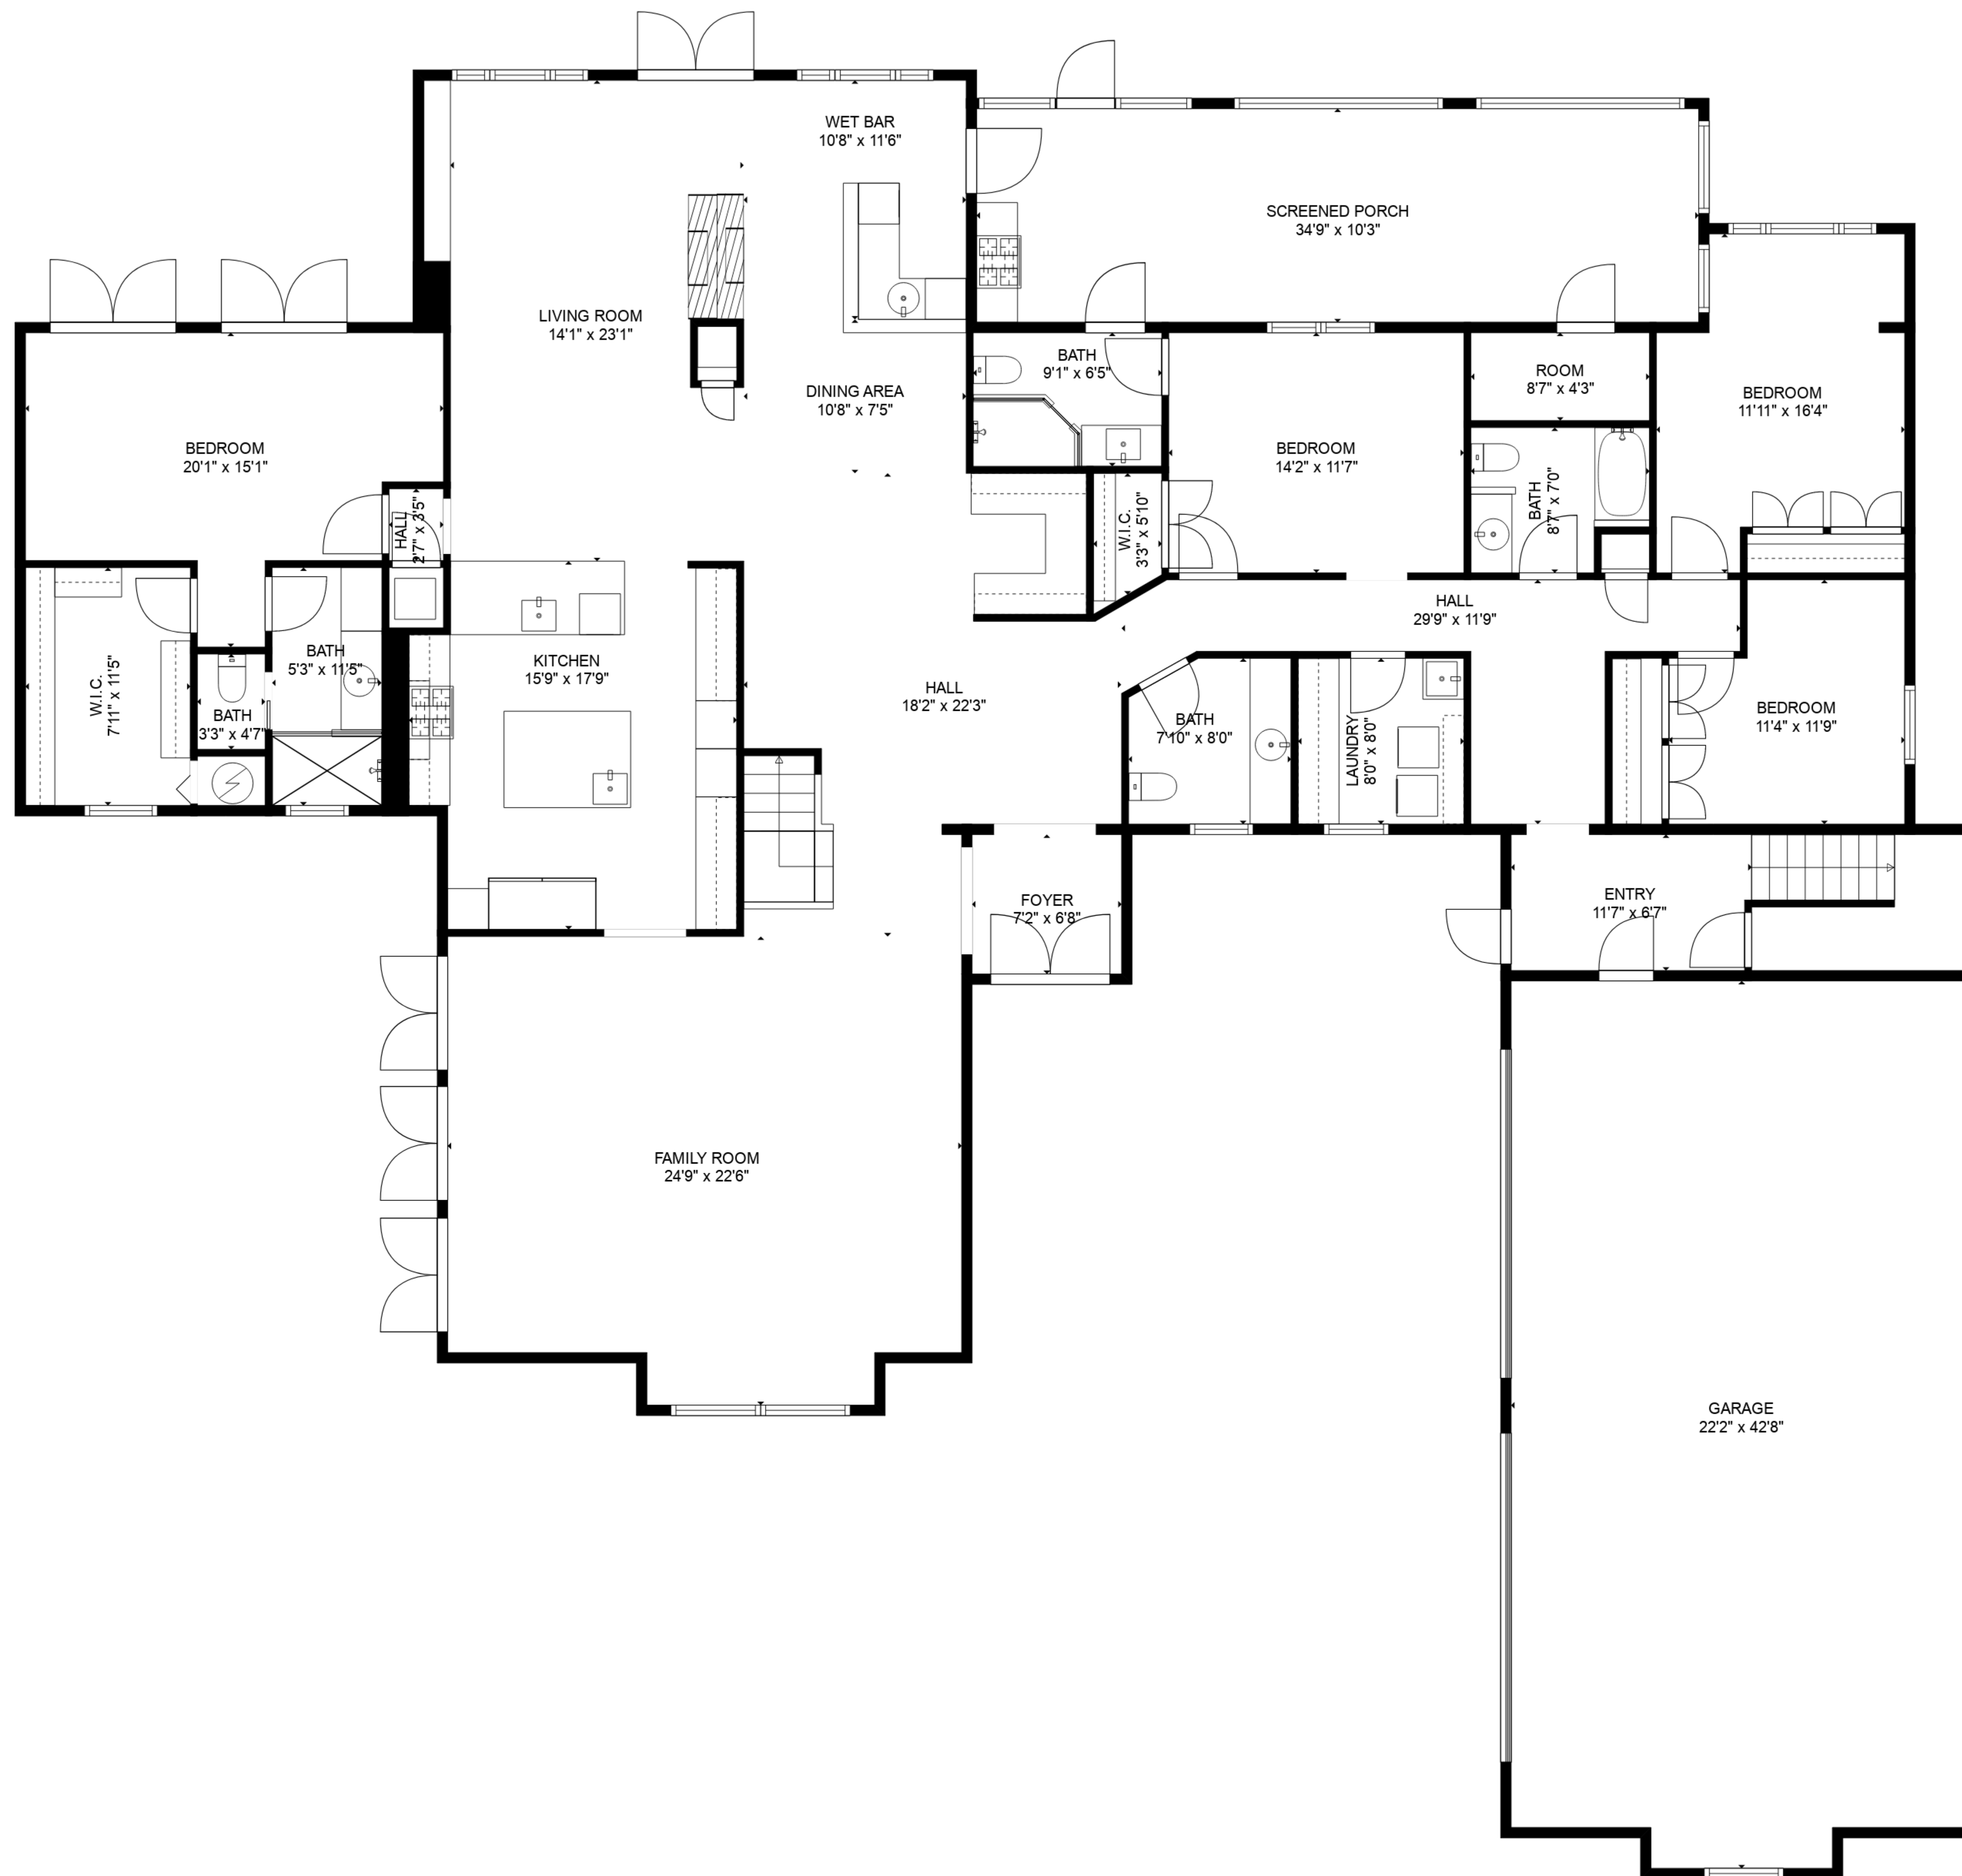 WET BAR
10'8" x 11'6"
SCREENED PORCH
34'9" x 10'3"
LIVING ROOM
14'1" x 23'1"
BATH
9'1" x 6'5"
ROOM
8'7" x 4'3"
DINING AREA
10'8" x 7'5"
BEDROOM
11'11" x 16'4"
BEDROOM
20'1" x 15'1"
BEDROOM
14'2" x 11'7"
BATH
8'7" x 7'0"
HALL
2'7" x 3'5"
W.I.C.
3'3" x 5'10"
HALL
29'9" x 11'9"
BATH
5'3" x 11'5"
KITCHEN
15'9" x 17'9"
W.I.C.
7'11" x 11'5"
HALL
18'2" x 22'3"
BATH
3'3" x 4'7"
BATH
7'10" x 8'0"
LAUNDRY
8'0" x 8'0"
BEDROOM
11'4" x 11'9"
FOYER
7'2" x 6'8"
ENTRY
11'7" x 6'7"
FAMILY ROOM
24'9" x 22'6"
GARAGE
22'2" x 42'8"